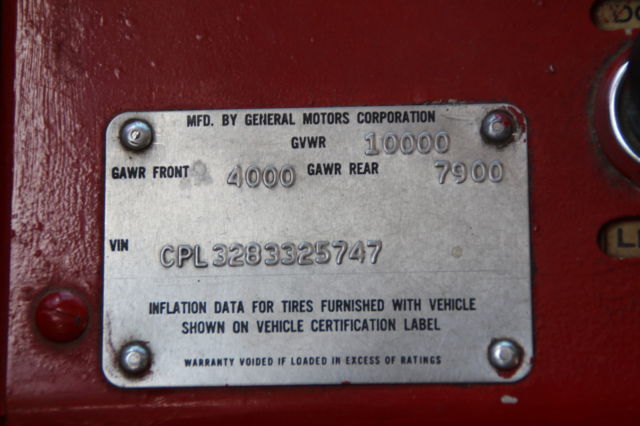 MFD. BY GENERAL MOTORS CORPORATION
GVWR 10000
GAWR FRONT 4000 GAWR REAR 7900
VIN CPL3283325747
INFLATION DATA FOR TIRES FURNISHED WITH VEHICLE
SHOWN ON VEHICLE CERTIFICATION LABEL
WARRANTY VOIDED IF LOADED IN EXCESS OF RATINGS